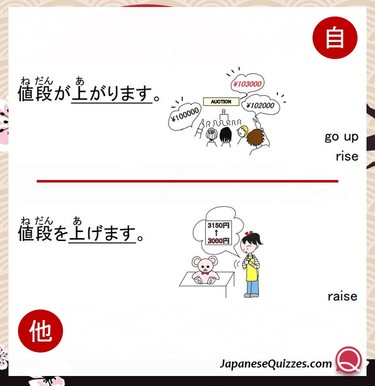 自
ねだん あ
値段が上がります。
AUCTION
¥103000
¥102000
¥100000
go up
rise
ねだん あ
値段を上げます。
3150円
↑
3000円
raise
他
JapaneseQuizzes.com